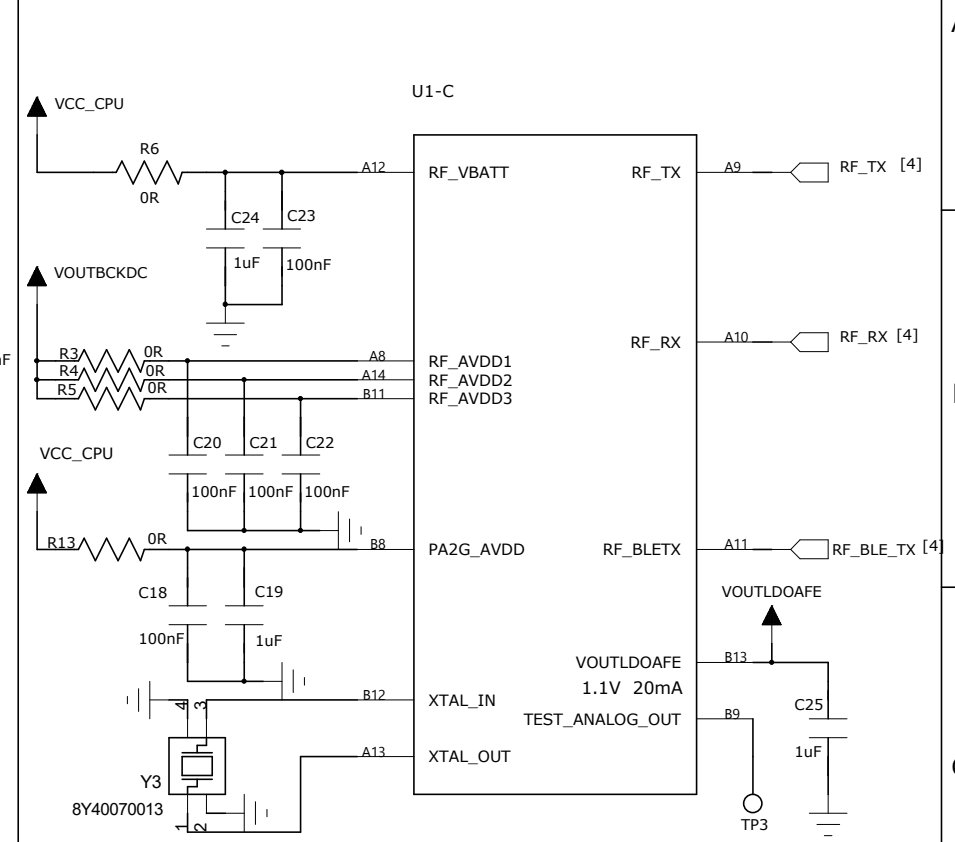 A
U1-C
VCC_CPU
R6
0R
A12
RF_VBATT
RF_TX
A9
RF_TX [4]
C24
C23
1uF
100nF
VOUTBCKDC
RF_RX
A10
RF_RX [4]
R3
0R
A8
RF_AVDD1
R4
0R
A14
RF_AVDD2
R5
0R
B11
RF_AVDD3
C20
C21
C22
VCC_CPU
100nF
100nF
100nF
R13
0R
B8
PA2G_AVDD
RF_BLETX
A11
RF_BLE_TX [4]
C18
C19
VOUTLDOAFE
100nF
1uF
VOUTLDOAFE
B13
1.1V 20mA
4
3
B12
XTAL_IN
TEST_ANALOG_OUT
B9
C25
A13
XTAL_OUT
1uF
Y3
8Y40070013
1
2
TP3